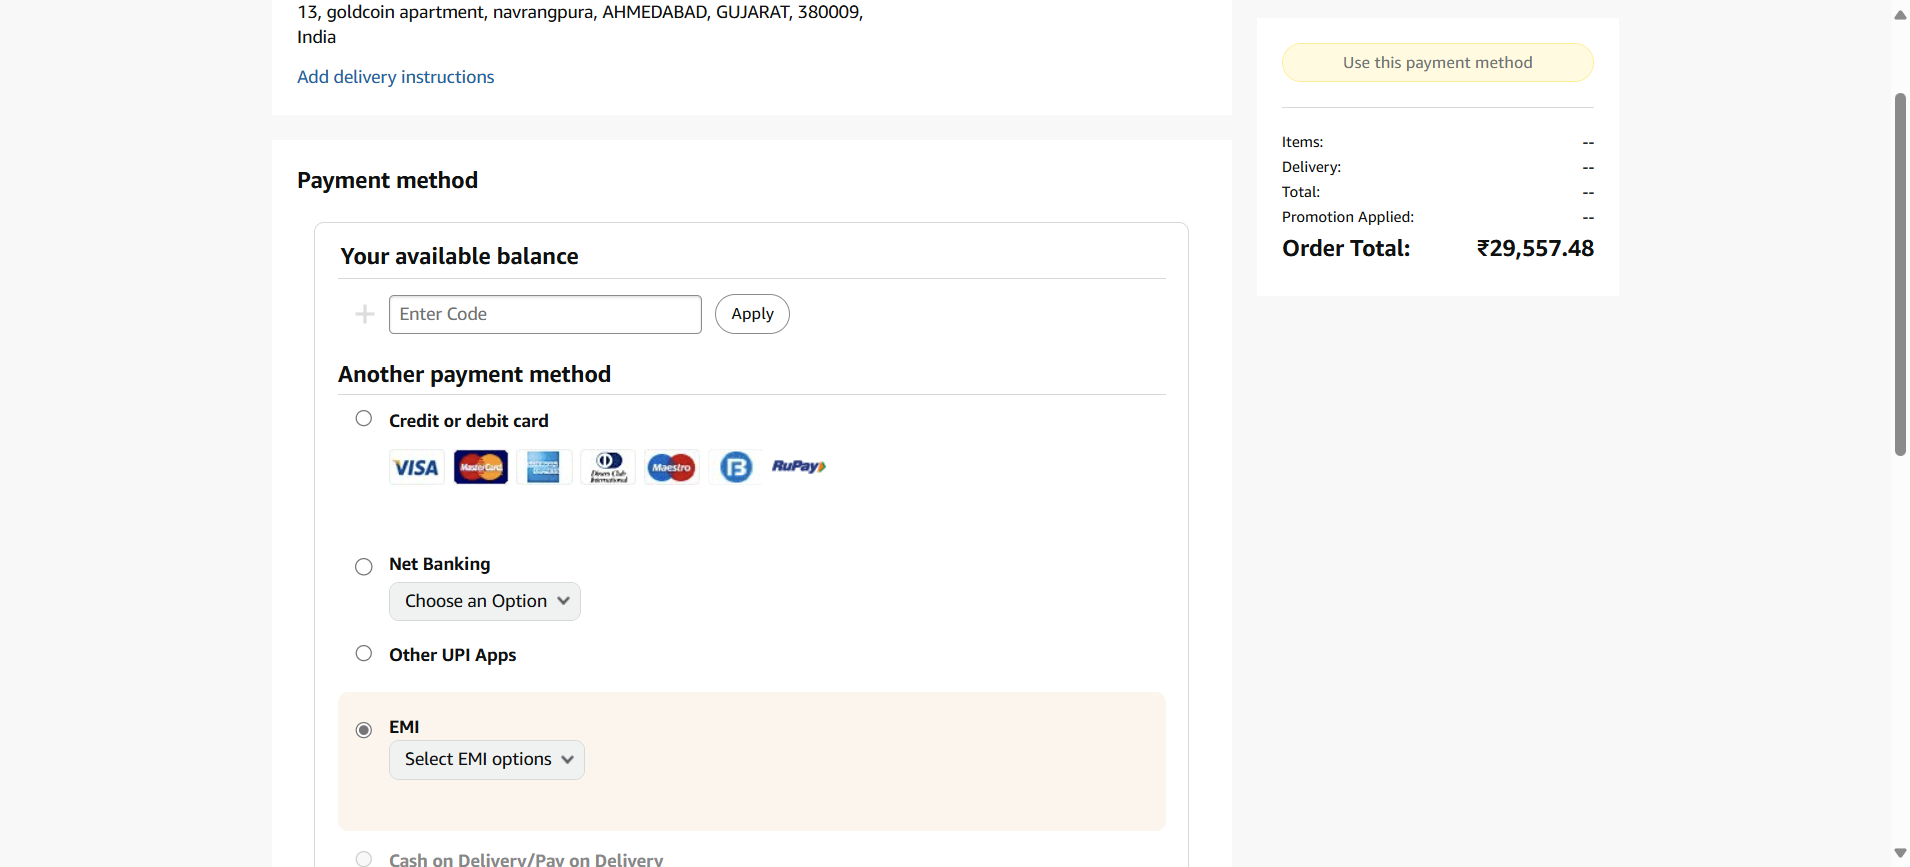 13, goldcoin apartment, navrangpura, AHMEDABAD, GUJARAT, 380009,
India
Add delivery instructions
Payment method
Your available balance
Enter Code
Apply
Another payment method
Credit or debit card
VISA
MasterCard
Diners Club
International
Maestro
RuPay
Net Banking
Choose an Option
Other UPI Apps
EMI
Select EMI options
Cash on Delivery/Pay on Delivery
Use this payment method
Items: --
Delivery: --
Total: --
Promotion Applied: --
Order Total: ₹29,557.48